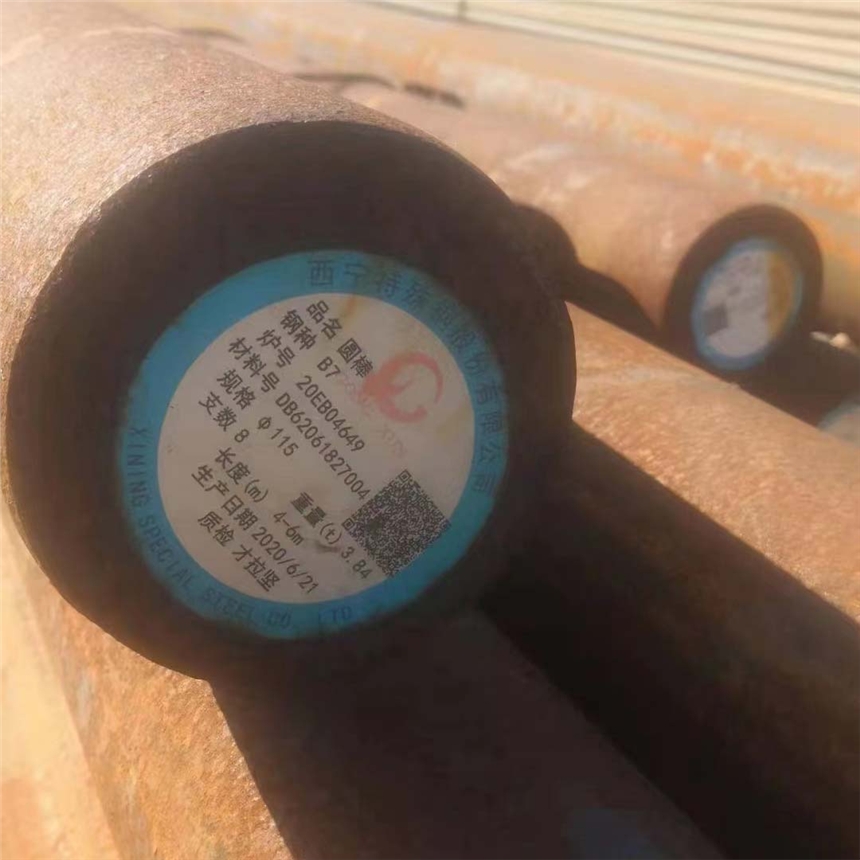 西宁特殊钢股份有限公司
品名 圆棒
钢种 B7
炉号 20EB04649
材料号 DB62061827004
规格 Φ115
支数 8
长度(m) 4-6m 重量(t) 3.84
生产日期 2020/6/21
质检 才拉坚
XINING SPECIAL STEEL CO., LTD